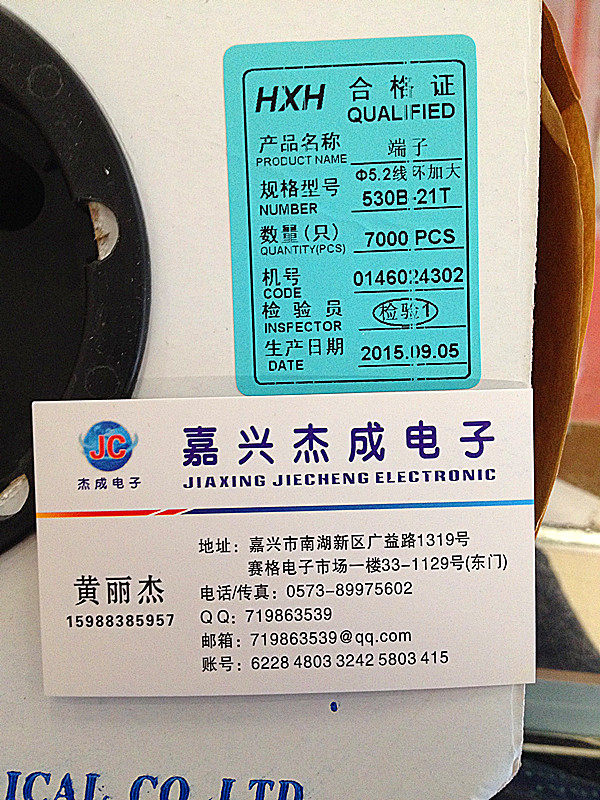 HXH 合格证
QUALIFIED
产品名称 端子
PRODUCT NAME
Φ5.2线环加大
规格型号 530B-21T
NUMBER
数量(只) 7000 PCS
QUANTITY(PCS)
机号 0146024302
CODE
检验员 检验1
INSPECTOR
生产日期 2015.09.05
DATE
JC
杰成电子
嘉兴杰成电子
JIAXING JIECHENG ELECTRONIC
地址：嘉兴市南湖新区广益路1319号
赛格电子市场一楼33-1129号(东门)
黄丽杰
15988385957
电话/传真：0573-89975602
QQ：719863539
邮箱：719863539@qq.com
账号：6228 4803 3242 5803 415
ICAL CO.,LTD